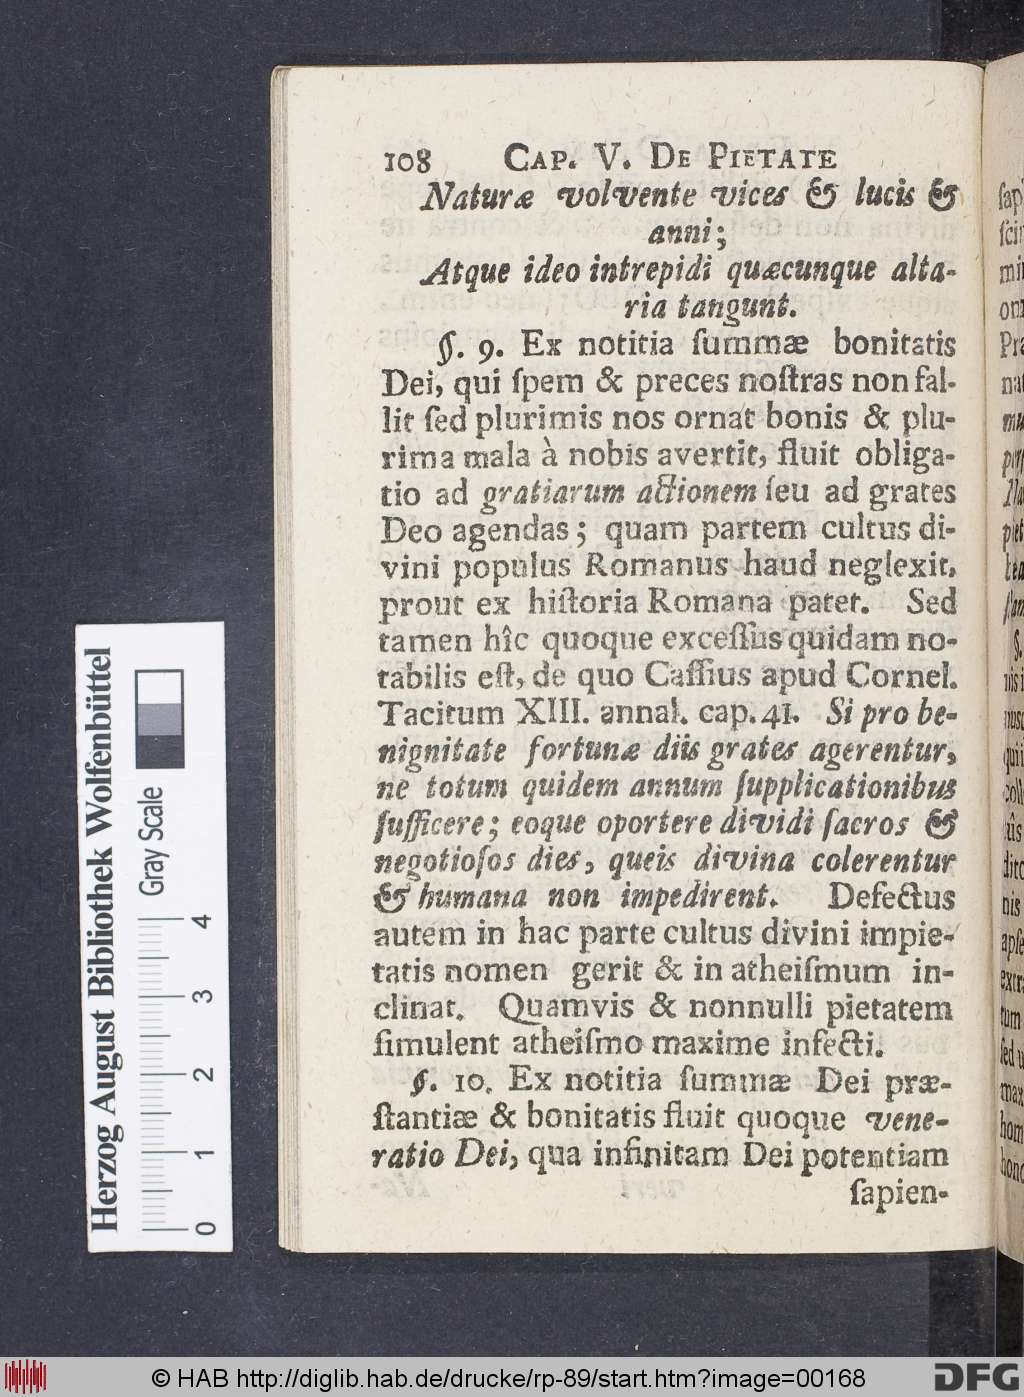 108 CAP. V. DE PIETATE
Naturæ volvente vices & lucis &
anni;
Atque ideo intrepidi quæcunque alta-
ria tangunt.
§. 9. Ex notitia ſummæ bonitatis
Dei, qui ſpem & preces noſtras non fal-
lit ſed plurimis nos ornat bonis & plu-
rima mala à nobis avertit, fluit obliga-
tio ad gratiarum actionem ſeu ad grates
Deo agendas; quam partem cultus di-
vini populus Romanus haud neglexit,
prout ex hiſtoria Romana patet. Sed
tamen hîc quoque exceſſus quidam no-
tabilis eſt, de quo Caſſius apud Cornel.
Tacitum XIII. annal. cap. 41. Si pro be-
nignitate fortunæ diis grates agerentur,
ne totum quidem annum ſupplicationibus
ſufficere; eoque oportere dividi ſacros &
negotioſos dies, queis divina colerentur
& humana non impedirent. Defectus
autem in hac parte cultus divini impie-
tatis nomen gerit & in atheiſmum in-
clinat. Quamvis & nonnulli pietatem
ſimulent atheiſmo maxime infecti.
§. 10. Ex notitia ſummæ Dei præ-
ſtantiæ & bonitatis fluit quoque vene-
ratio Dei, qua infinitam Dei potentiam
ſapien-
Herzog August Bibliothek Wolfenbüttel
Gray Scale
0 1 2 3 4
© HAB http://diglib.hab.de/drucke/rp-89/start.htm?image=00168
DFG